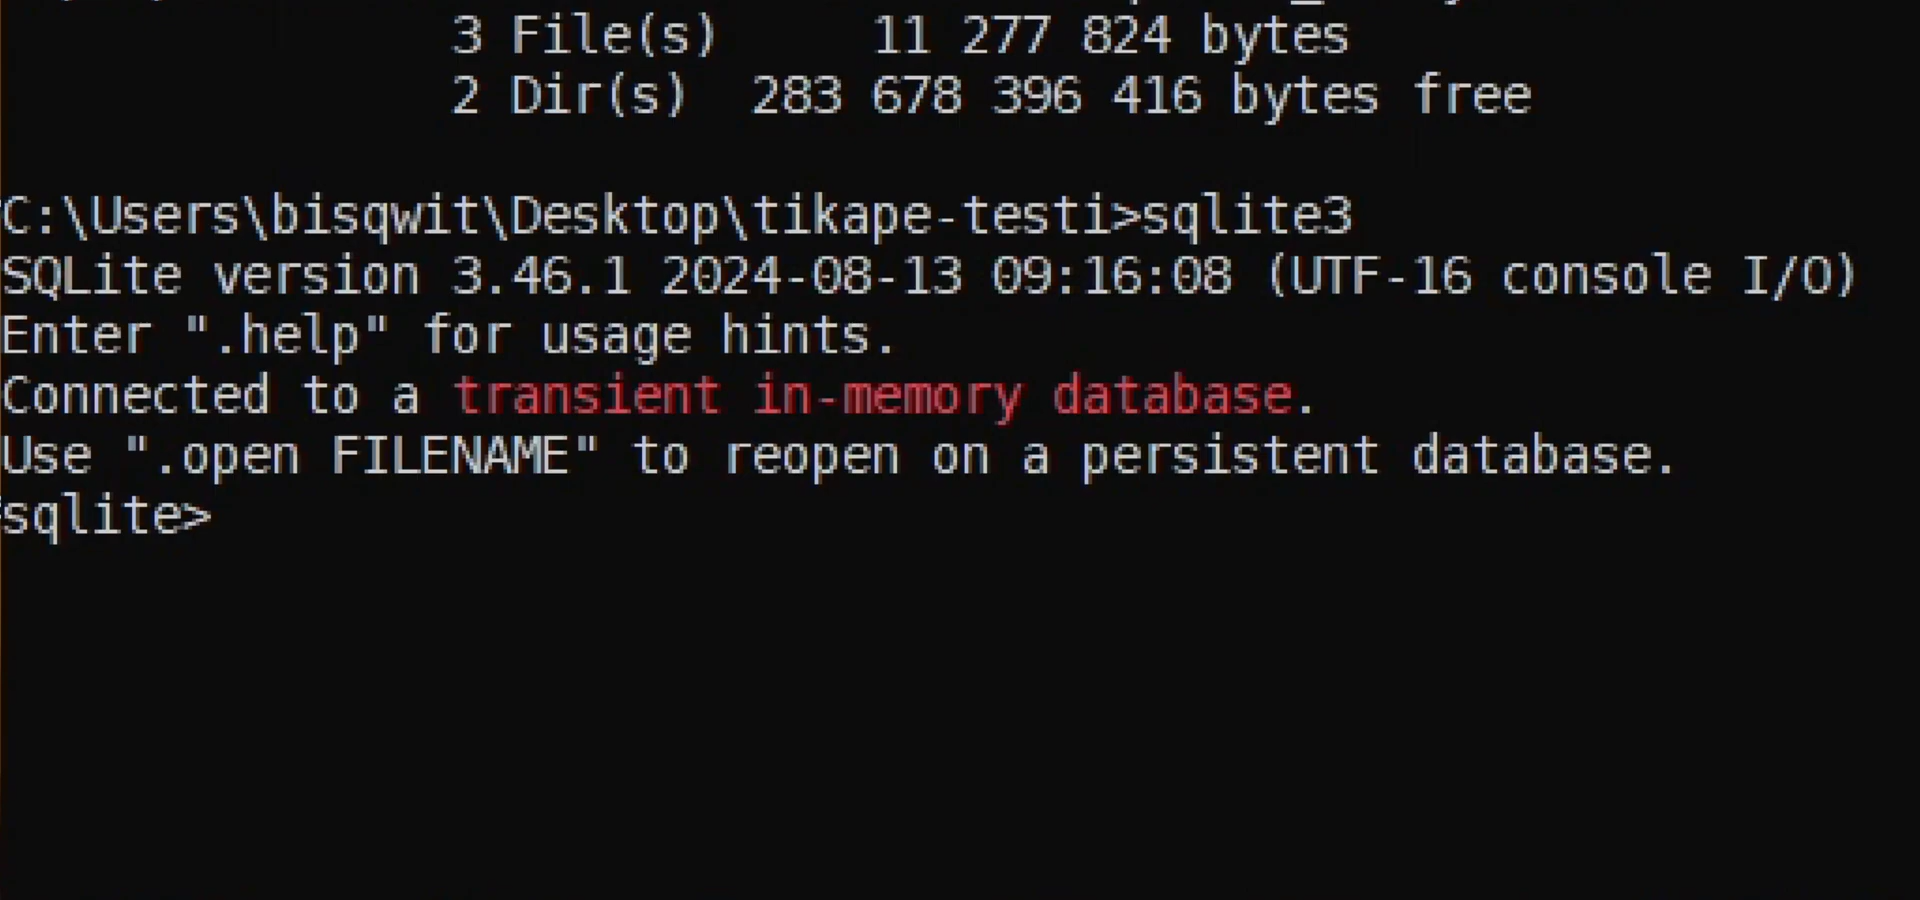 3 File(s)     11 277 824 bytes
2 Dir(s)  283 678 396 416 bytes free
C:\Users\bisqwit\Desktop\tikape-testi>sqlite3
SQLite version 3.46.1 2024-08-13 09:16:08 (UTF-16 console I/O)
Enter ".help" for usage hints.
Connected to a transient in-memory database.
Use ".open FILENAME" to reopen on a persistent database.
sqlite>